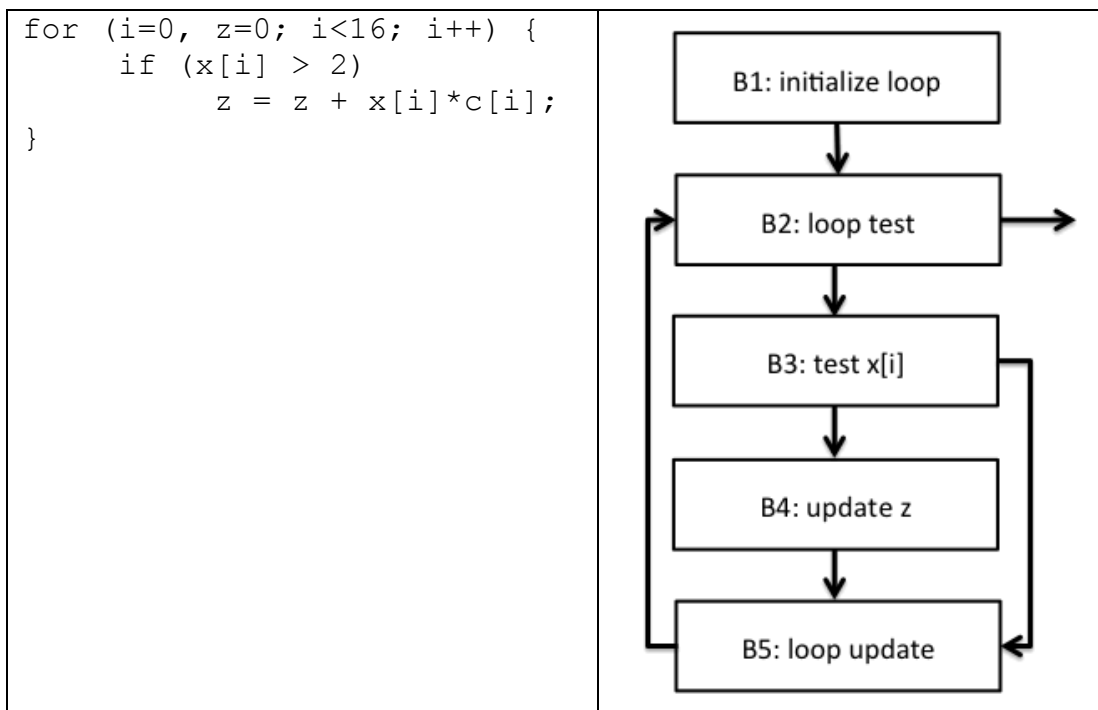 for (i=0, z=0; i<16; i++) {
if (x[i] > 2)
z = z + x[i]*c[i];
}
B1: initialize loop
B2: loop test
B3: test x[i]
B4: update z
B5: loop update